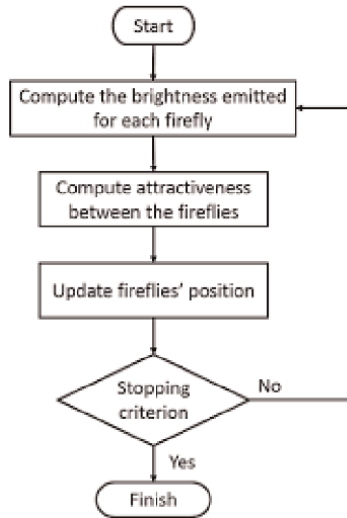 Start
Compute the brightness emitted
for each firefly
Compute attractiveness
between the fireflies
Update fireflies' position
Stopping
criterion
No
Yes
Finish